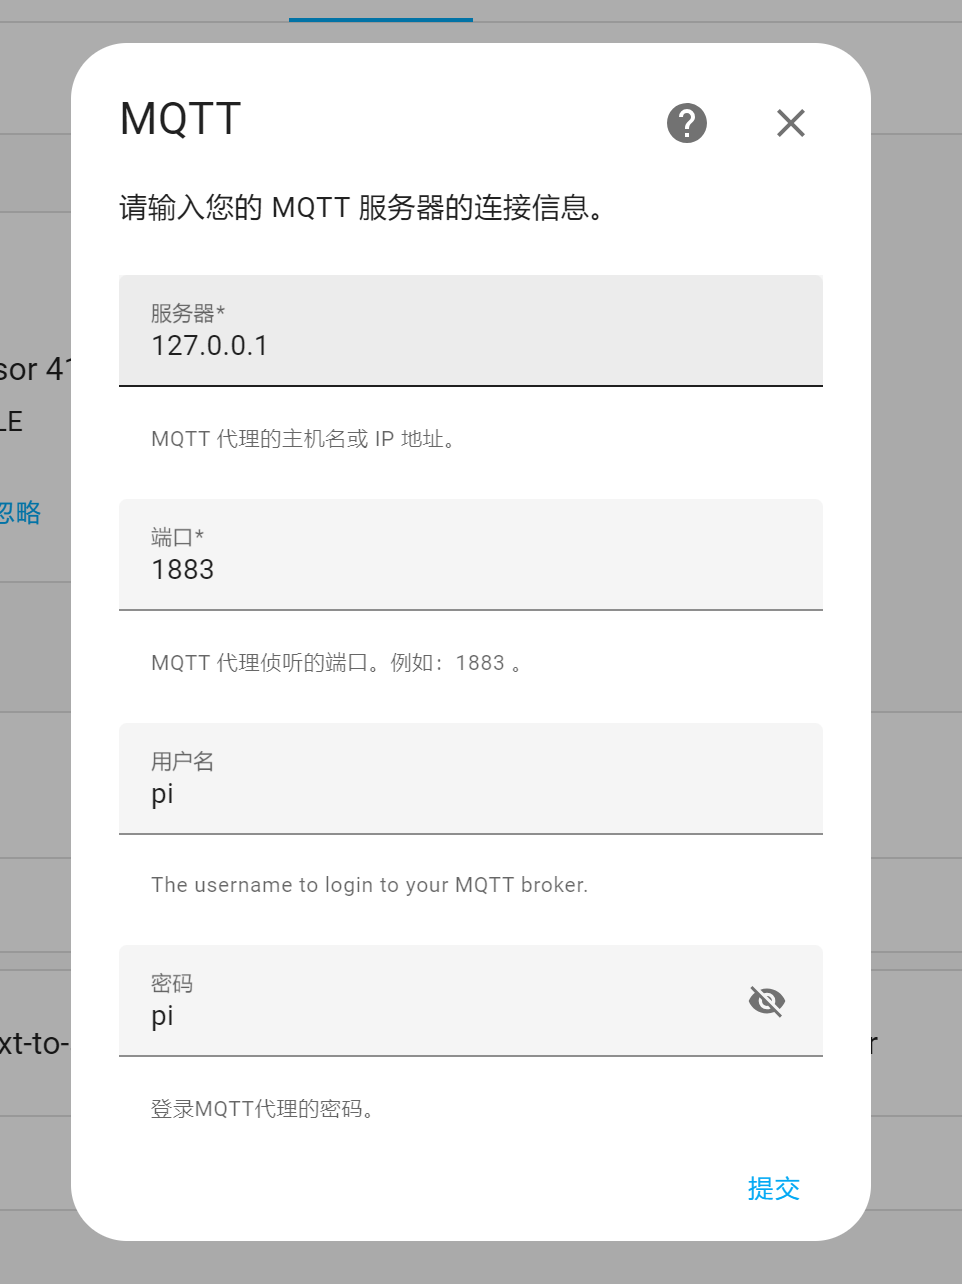 MQTT
请输入您的 MQTT 服务器的连接信息。
服务器*
127.0.0.1
sor 41
LE
MQTT 代理的主机名或 IP 地址。
忽略
端口*
1883
MQTT 代理侦听的端口。例如：1883 。
用户名
pi
The username to login to your MQTT broker.
密码
pi
xt-to-
r
登录MQTT代理的密码。
提交